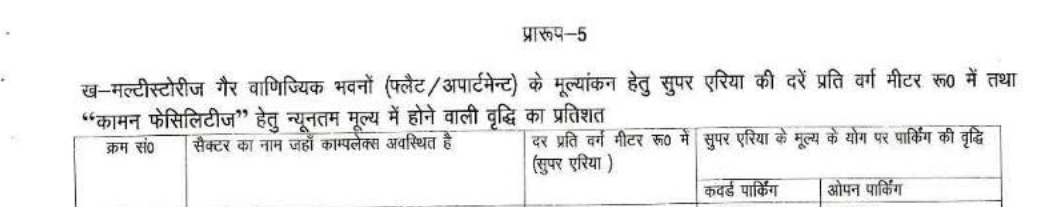 प्रारूप–5
ख–मल्टीस्टोरीज गैर वाणिज्यिक भवनों (फ्लैट/अपार्टमेन्ट) के मूल्यांकन हेतु सुपर एरिया की दरें प्रति वर्ग मीटर रू0 में तथा
“कामन फेसिलिटीज” हेतु न्यूनतम मूल्य में होने वाली वृद्धि का प्रतिशत
क्रम सं0 सैक्टर का नाम जहाँ काम्पलेक्स अवस्थित है दर प्रति वर्ग मीटर रू0 में सुपर एरिया के मूल्य के योग पर पार्किंग की वृद्धि
(सुपर एरिया )
कवर्ड पार्किंग ओपन पार्किंग